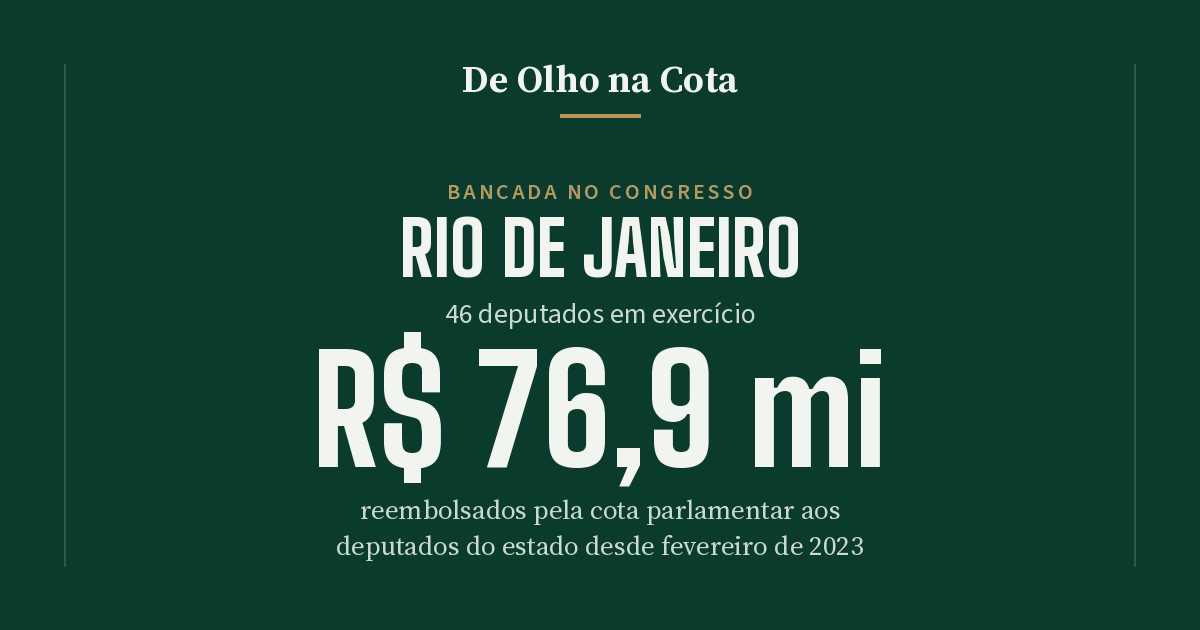 De Olho na Cota
BANCADA NO CONGRESSO
RIO DE JANEIRO
46 deputados em exercício
R$ 76,9 mi
reembolsados pela cota parlamentar aos
deputados do estado desde fevereiro de 2023